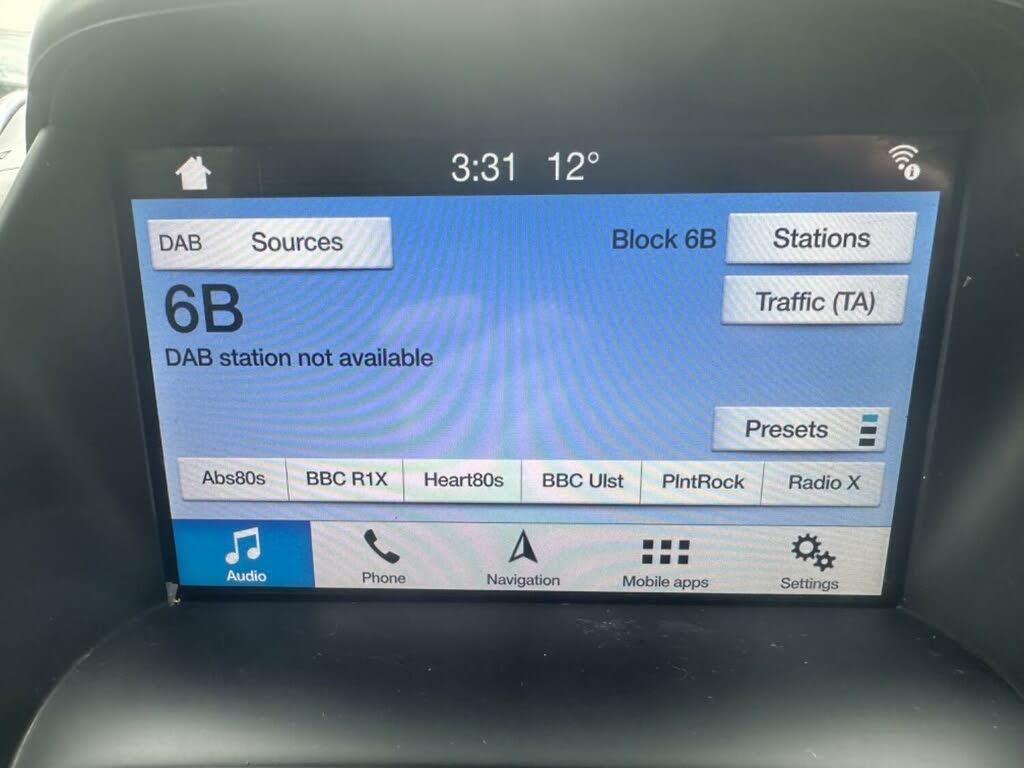 3:31 12°
DAB Sources
Block 6B Stations
6B
Traffic (TA)
DAB station not available
Presets
Abs80s BBC R1X Heart80s BBC Ulst PlntRock Radio X
Audio Phone Navigation Mobile apps Settings